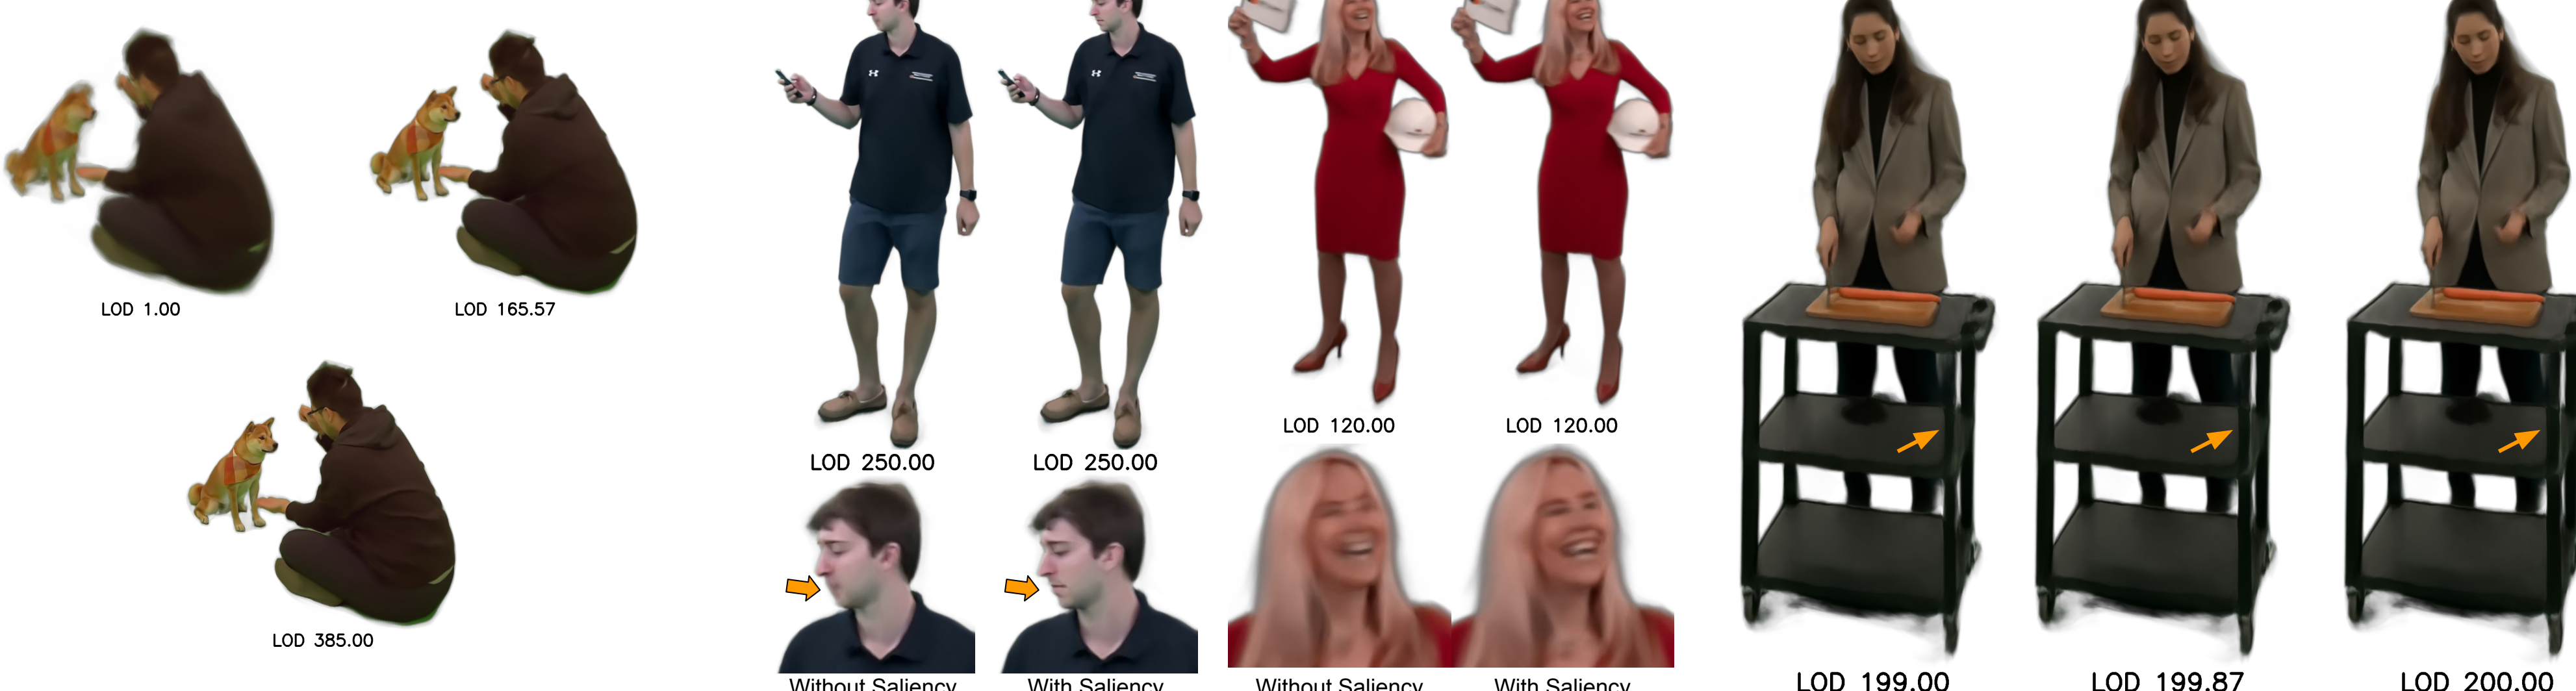 LOD 1.00
LOD 165.57
LOD 385.00
LOD 250.00
LOD 250.00
Without Saliency
With Saliency
LOD 120.00
LOD 120.00
Without Saliency
With Saliency
LOD 199.00
LOD 199.87
LOD 200.00